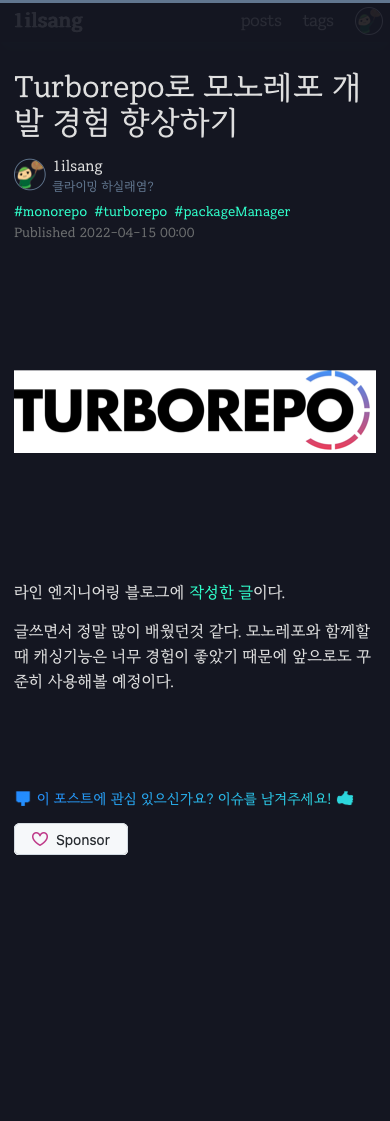 1ilsang
posts tags
Turborepo로 모노레포 개
발 경험 향상하기
1ilsang
클라이밍 하실래염?
#monorepo #turborepo #packageManager
Published 2022-04-15 00:00
TURBOREPO
라인 엔지니어링 블로그에 작성한 글이다.
글쓰면서 정말 많이 배웠던것 같다. 모노레포와 함께할
때 캐싱기능은 너무 경험이 좋았기 때문에 앞으로도 꾸
준히 사용해볼 예정이다.
이 포스트에 관심 있으신가요? 이슈를 남겨주세요!
Sponsor